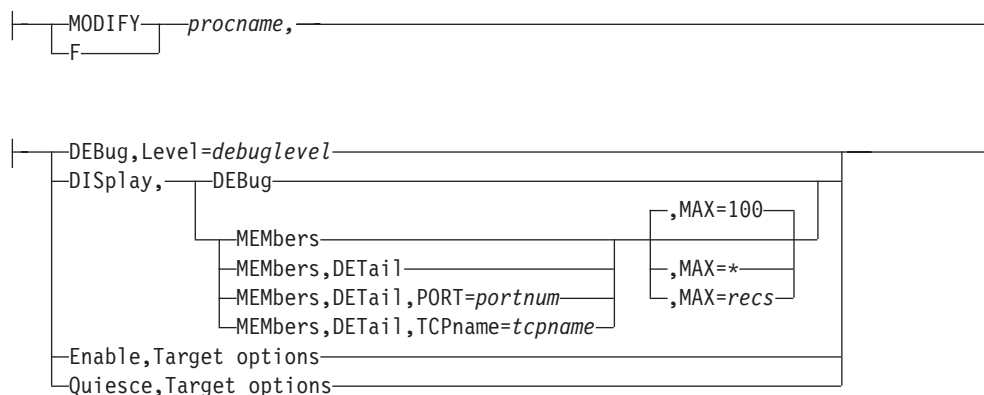 MODIFY procname,
F
DEBug,Level=debuglevel
DISplay, DEBug
,MAX=100
MEMbers
MEMbers,DETail ,MAX=*
MEMbers,DETail,PORT=portnum ,MAX=recs
MEMbers,DETail,TCPname=tcpname
Enable,Target options
Quiesce,Target options